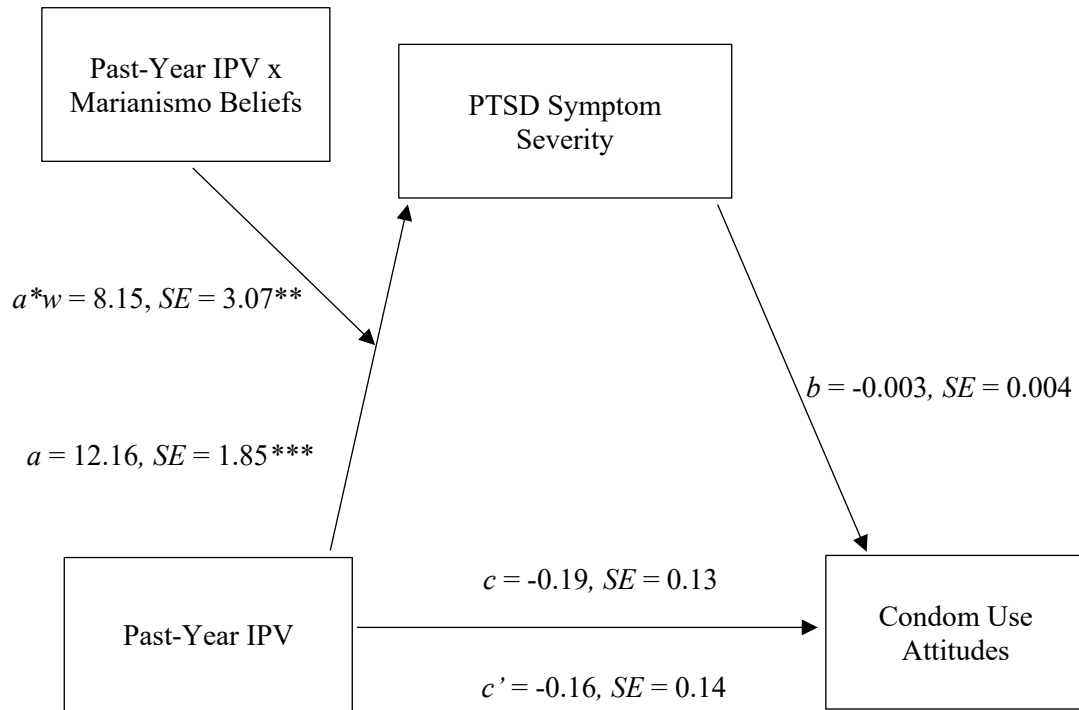 Past-Year IPV x
Marianismo Beliefs
PTSD Symptom
Severity
a*w = 8.15, SE = 3.07**
b = -0.003, SE = 0.004
a = 12.16, SE = 1.85***
c = -0.19, SE = 0.13
Past-Year IPV
Condom Use
Attitudes
c’ = -0.16, SE = 0.14